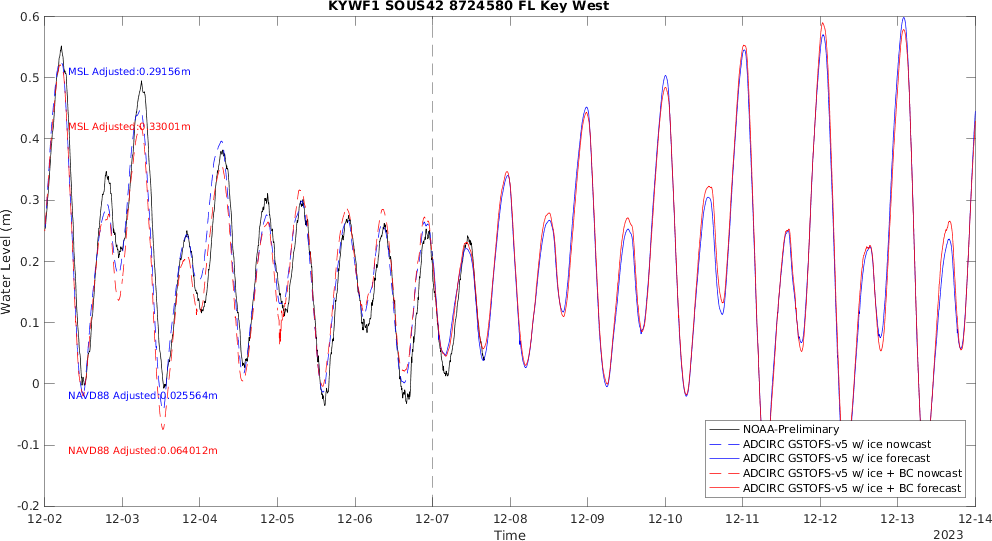 KYWF1 SOUS42 8724580 FL Key West
0.6
0.5
0.4
0.3
0.2
0.1
0
-0.1
-0.2
Water Level (m)
MSL Adjusted:0.29156m
MSL Adjusted:0.33001m
NAVD88 Adjusted:0.025564m
NAVD88 Adjusted:0.064012m
NOAA-Preliminary
ADCIRC GSTOFS-v5 w/ ice nowcast
ADCIRC GSTOFS-v5 w/ ice forecast
ADCIRC GSTOFS-v5 w/ ice + BC nowcast
ADCIRC GSTOFS-v5 w/ ice + BC forecast
12-02 12-03 12-04 12-05 12-06 12-07 12-08 12-09 12-10 12-11 12-12 12-13 12-14
Time
2023